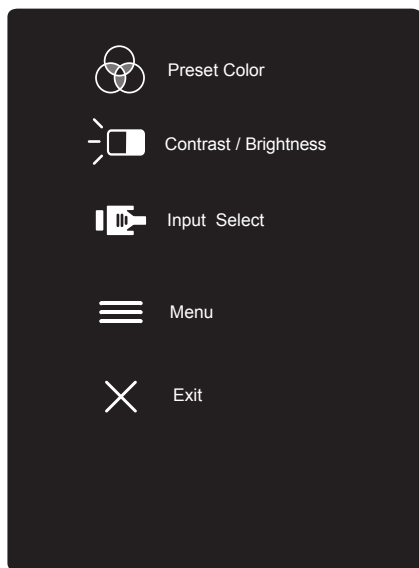 Preset Color
Contrast / Brightness
Input Select
Menu
Exit